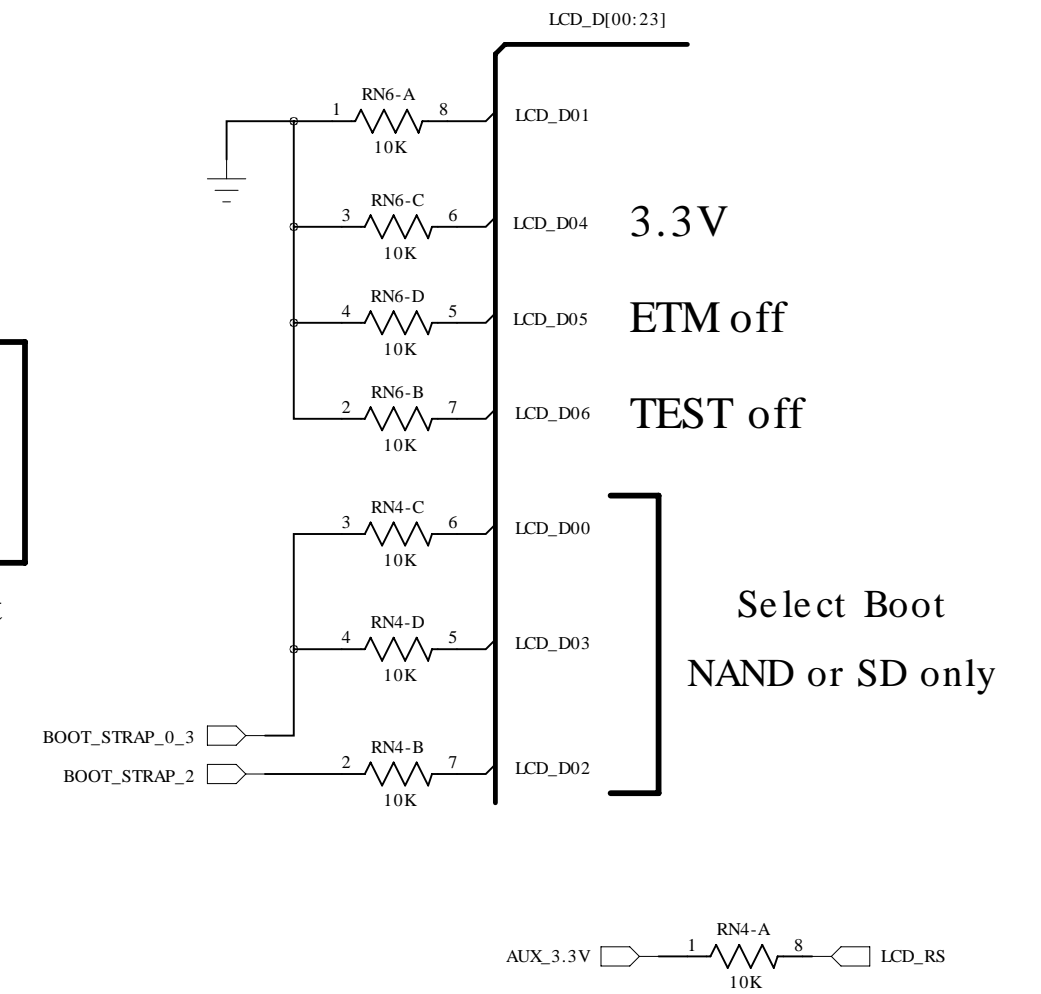 LCD_D[00:23]
RN6-A
1 8 LCD_D01
10K
RN6-C
3 6 LCD_D04 3.3V
10K
RN6-D
4 5 LCD_D05 ETM off
10K
RN6-B
2 7 LCD_D06 TEST off
10K
RN4-C
3 6 LCD_D00
10K
Select Boot
RN4-D
4 5 LCD_D03
10K
NAND or SD only
BOOT_STRAP_0_3
RN4-B
BOOT_STRAP_2 2 7 LCD_D02
10K
RN4-A
AUX_3.3V 1 8 LCD_RS
10K